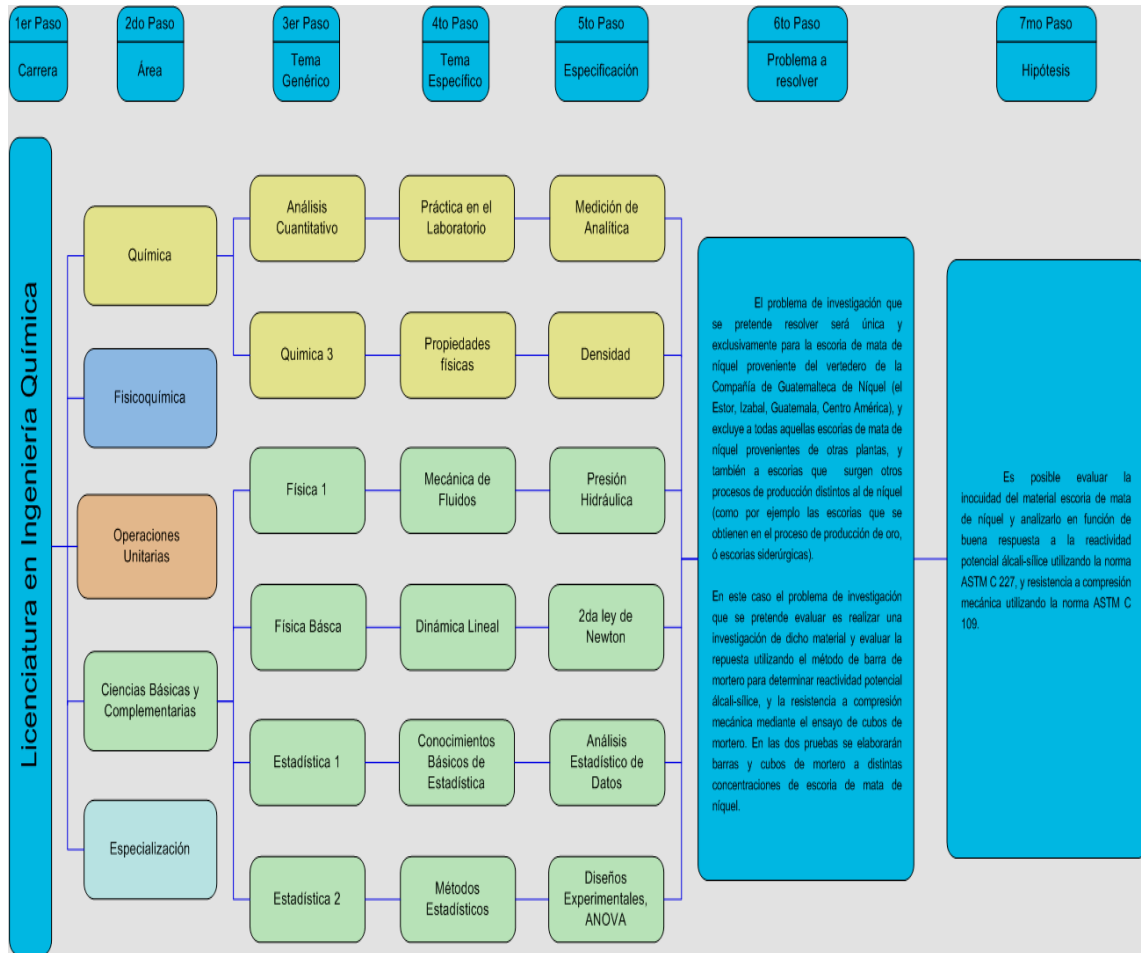 1er Paso
Carrera
2do Paso
Área
3er Paso
Tema
Genérico
4to Paso
Tema
Específico
5to Paso
Especificación
6to Paso
Problema a
resolver
7mo Paso
Hipótesis
Licenciatura en Ingeniería Química
Química
Físicoquímica
Operaciones
Unitarias
Ciencias Básicas y
Complementarias
Especialización
Análisis
Cuantitativo
Práctica en el
Laboratorio
Medición de
Analítica
Quimica 3
Propiedades
físicas
Densidad
Física 1
Mecánica de
Fluidos
Presión
Hidráulica
Física Básca
Dinámica Lineal
2da ley de
Newton
Estadística 1
Conocimientos
Básicos de
Estadística
Análisis
Estadístico de
Datos
Estadística 2
Métodos
Estadísticos
Diseños
Experimentales,
ANOVA
El problema de investigación que
se pretende resolver será única y
exclusivamente para la escoria de mata de
níquel proveniente del vertedero de la
Compañía de Guatemalteca de Níquel (el
Estor, Izabal, Guatemala, Centro América), y
excluye a todas aquellas escorias de mata de
níquel provenientes de otras plantas, y
también a escorias que surgen otros
procesos de producción distintos al de níquel
(como por ejemplo las escorias que se
obtienen en el proceso de producción de oro,
ó escorias siderúrgicas).
En este caso el problema de investigación
que se pretende evaluar es realizar una
investigación de dicho material y evaluar la
repuesta utilizando el método de barra de
mortero para determinar reactividad potencial
álcali-sílice, y la resistencia a compresión
mecánica mediante el ensayo de cubos de
mortero. En las dos pruebas se elaborarán
barras y cubos de mortero a distintas
concentraciones de escoria de mata de
níquel.
Es posible evaluar la
inocuidad del material escoria de mata
de níquel y analizarlo en función de
buena respuesta a la reactividad
potencial álcali-sílice utilizando la norma
ASTM C 227, y resistencia a compresión
mecánica utilizando la norma ASTM C
109.